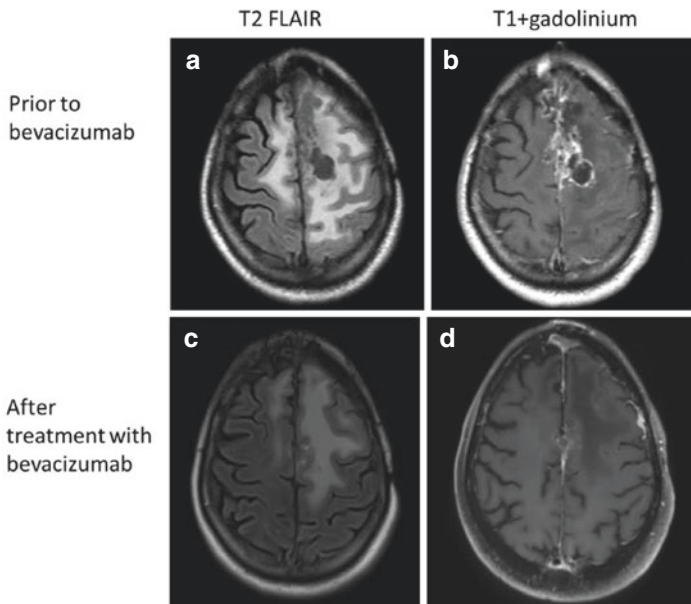 T2 FLAIR
T1+gadolinium
Prior to
bevacizumab
a
b
After
treatment with
bevacizumab
c
d